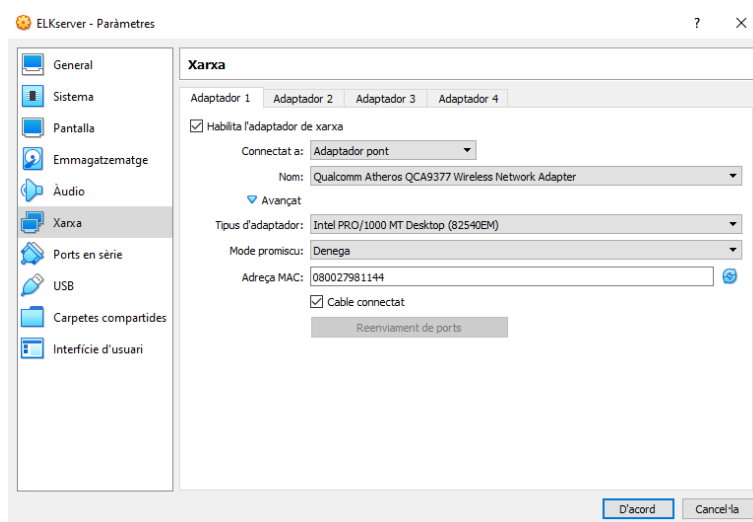 ELKserver - Paràmetres
?
General
Sistema
Pantalla
Emmagatzematge
Àudio
Xarxa
Ports en sèrie
USB
Carpetes compartides
Interfície d'usuari
Xarxa
Adaptador 1 Adaptador 2 Adaptador 3 Adaptador 4
Habilita l'adaptador de xarxa
Connectat a: Adaptador pont
Nom: Qualcomm Atheros QCA9377 Wireless Network Adapter
Avançat
Tipus d'adaptador: Intel PRO/1000 MT Desktop (82540EM)
Mode promiscu: Denega
Adreça MAC: 080027981144
Cable connectat
Reenviament de ports
D'acord Cancel·la